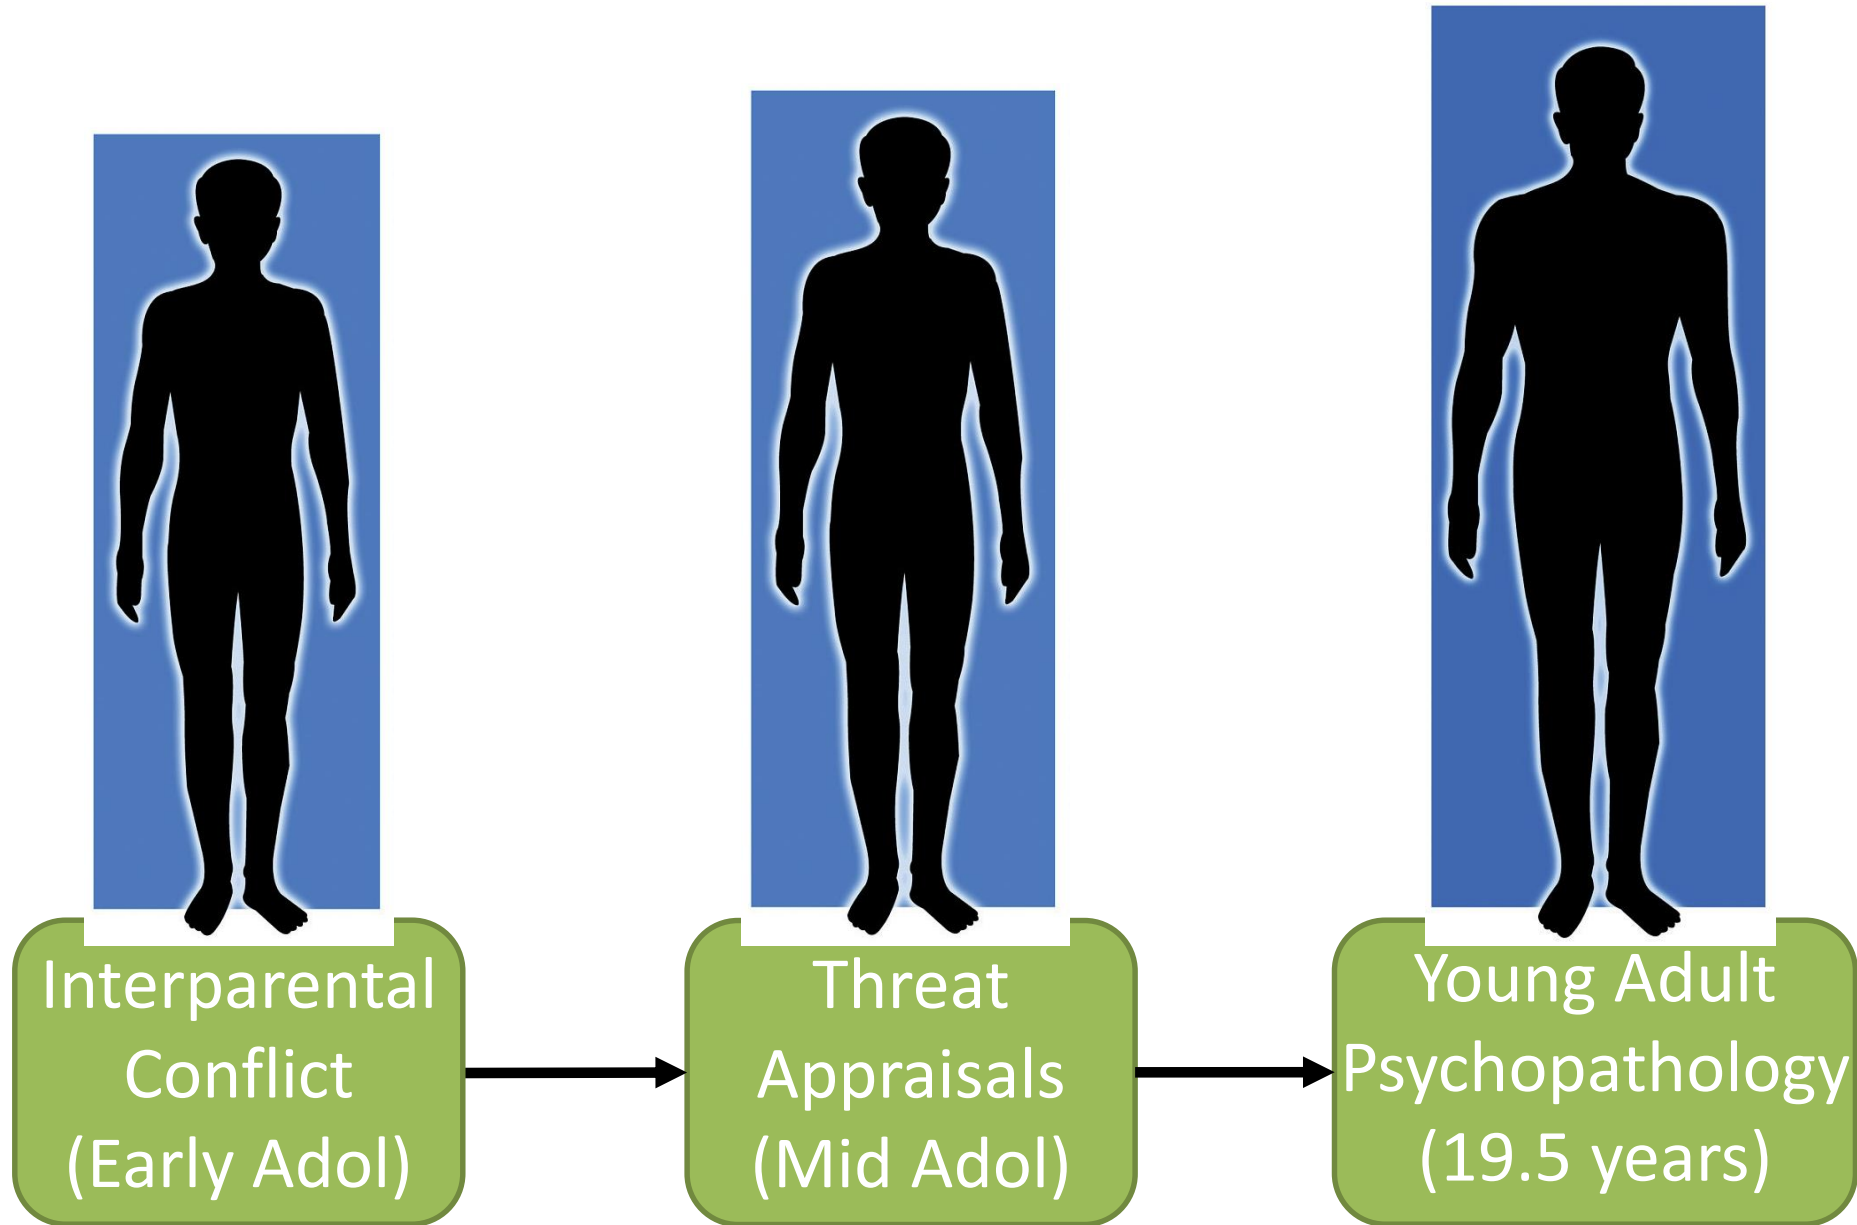 Interparental
Conflict
(Early Adol)
Threat
Appraisals
(Mid Adol)
Young Adult
Psychopathology
(19.5 years)